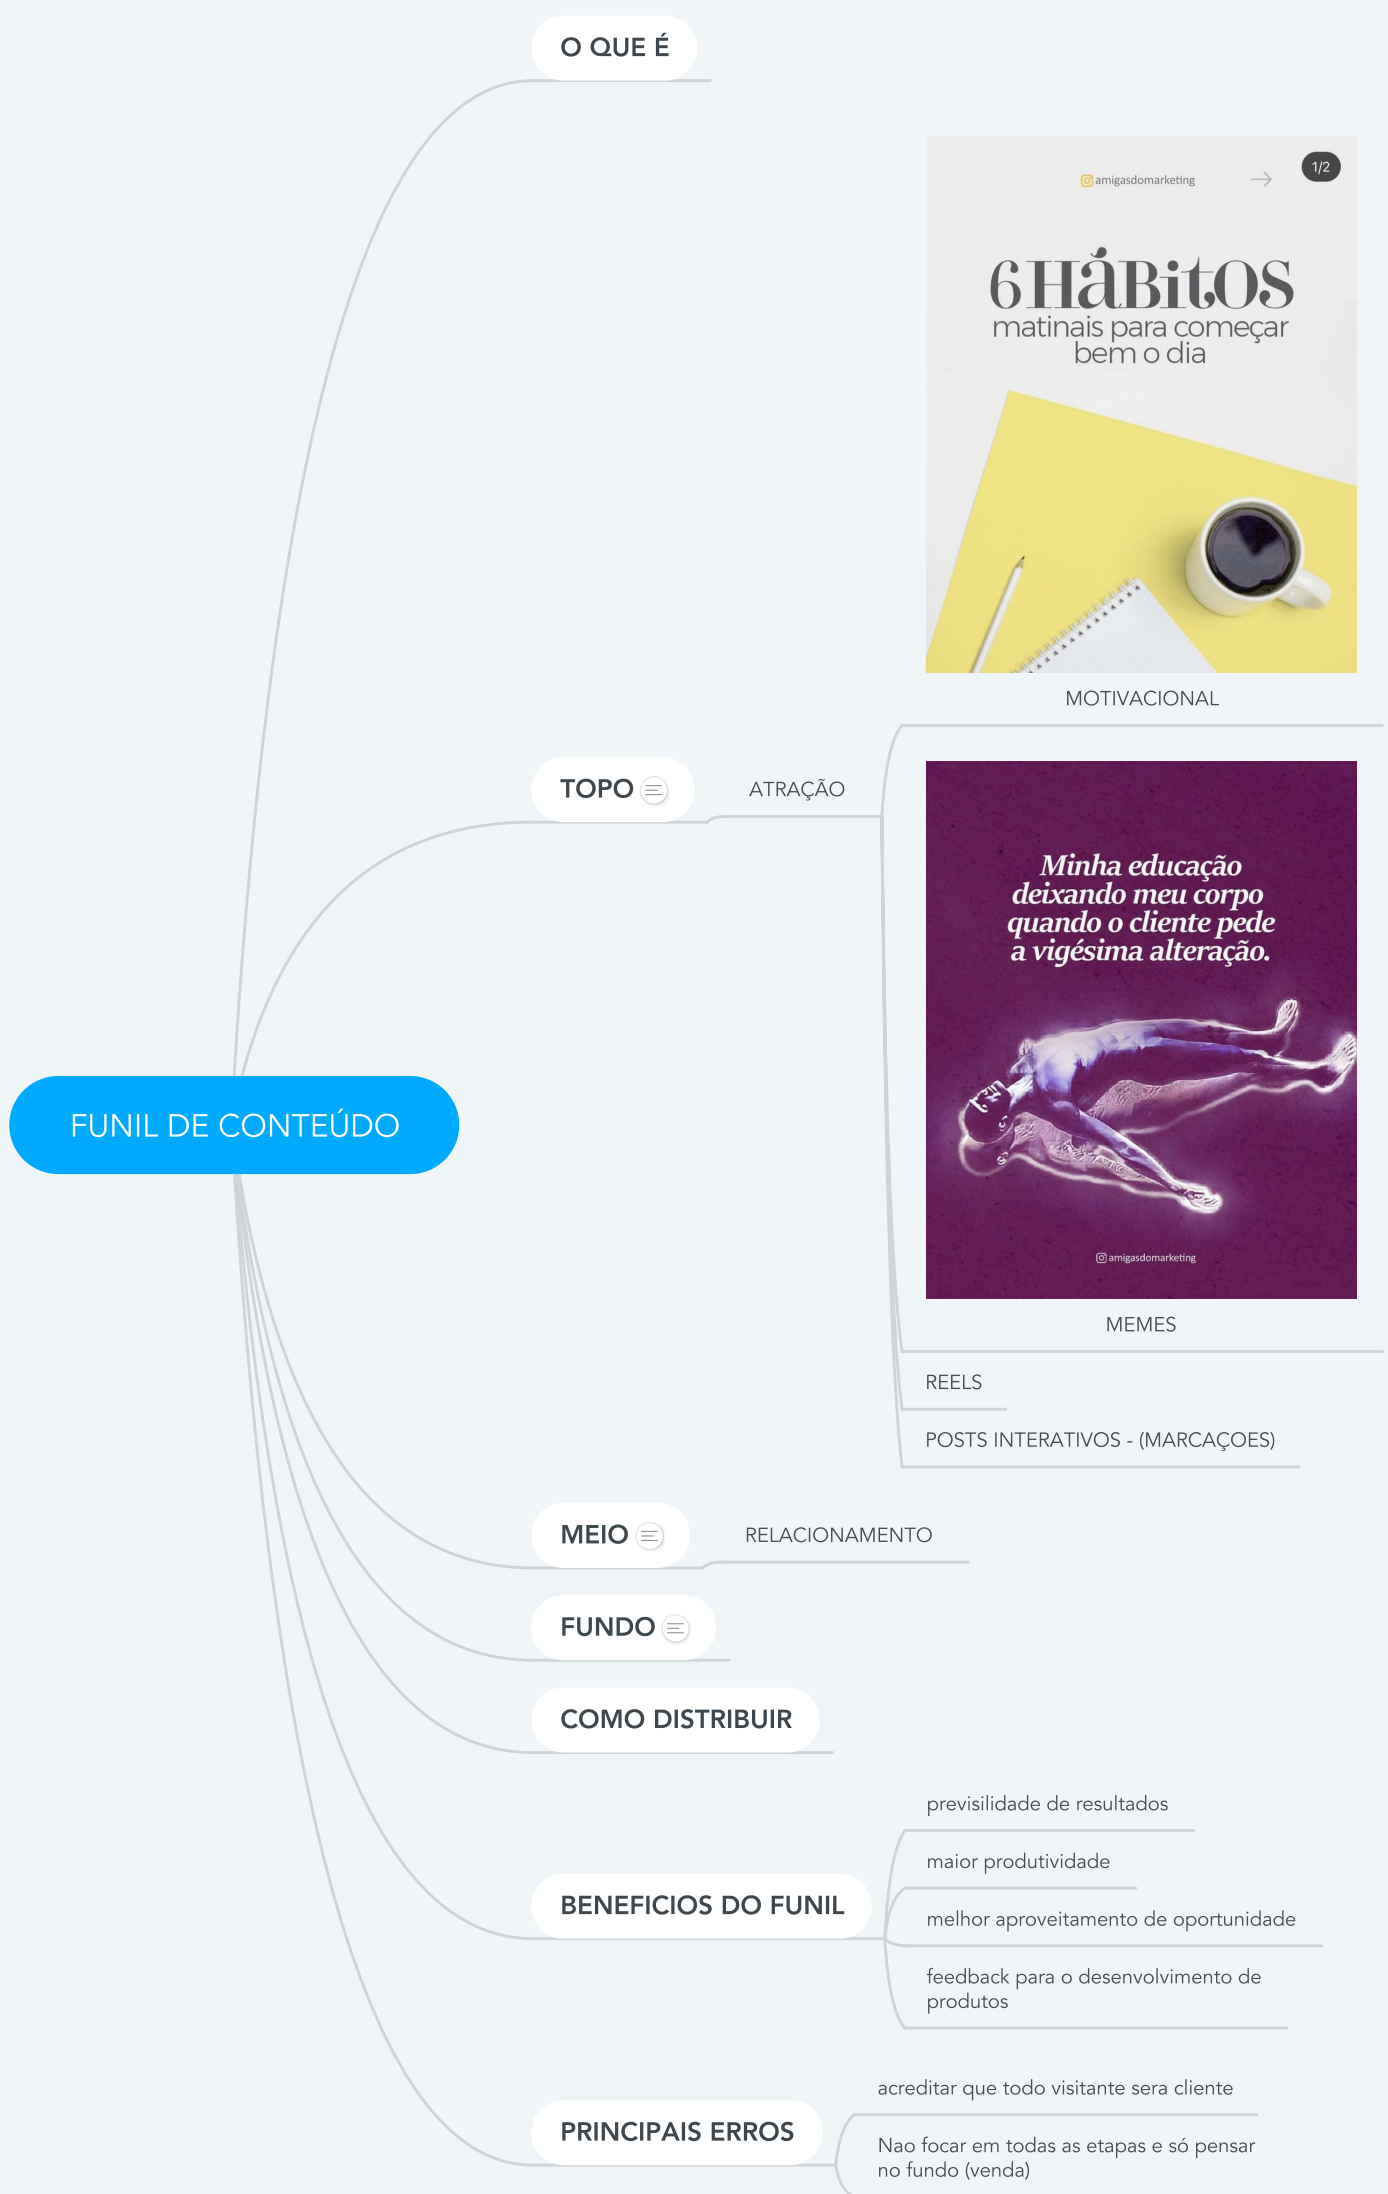 O QUE É
amigasdomarketing
1/2
6 HáBitOS
matinais para começar
bem o dia
MOTIVACIONAL
TOPO
ATRAÇÃO
Minha educação
deixando meu corpo
quando o cliente pede
a vigésima alteração.
amigasdomarketing
MEMES
REELS
POSTS INTERATIVOS - (MARCAÇOES)
FUNIL DE CONTEÚDO
MEIO
RELACIONAMENTO
FUNDO
COMO DISTRIBUIR
BENEFICIOS DO FUNIL
previsilidade de resultados
maior produtividade
melhor aproveitamento de oportunidade
feedback para o desenvolvimento de
produtos
PRINCIPAIS ERROS
acreditar que todo visitante sera cliente
Nao focar em todas as etapas e só pensar
no fundo (venda)